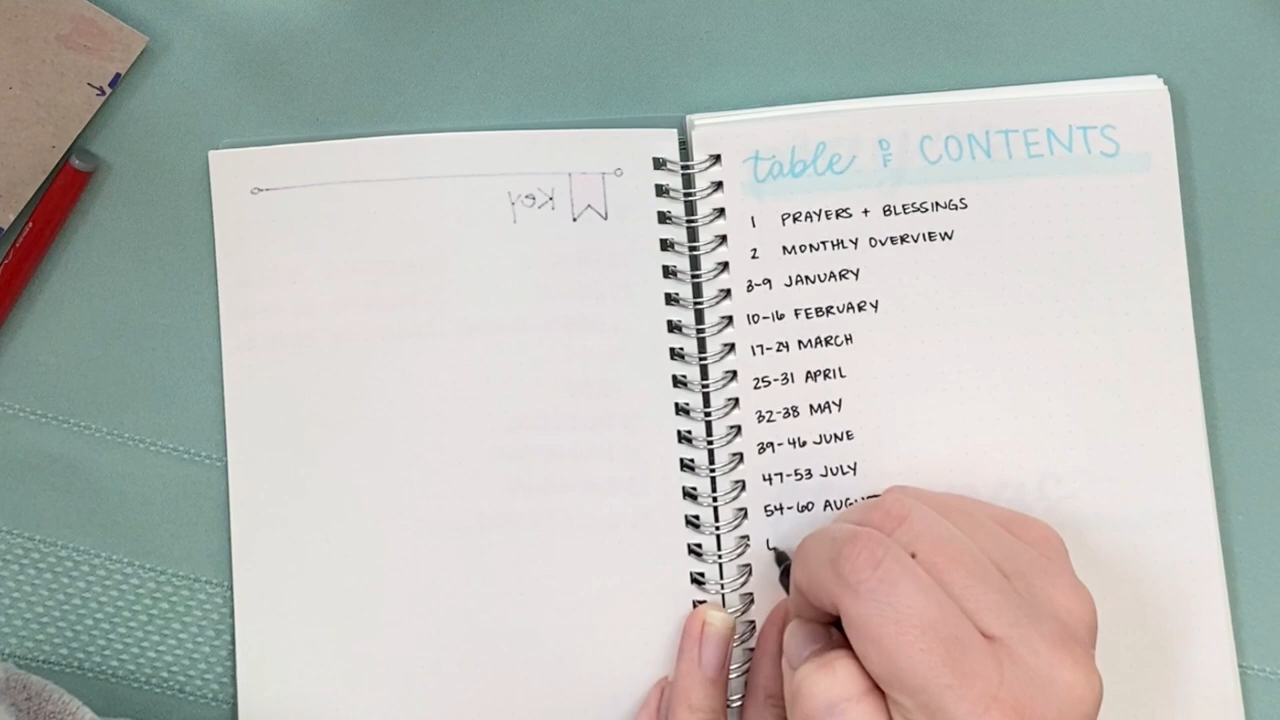 Key
table OF CONTENTS
1 PRAYERS + BLESSINGS
2 MONTHLY OVERVIEW
3-9 JANUARY
10-16 FEBRUARY
17-24 MARCH
25-31 APRIL
32-38 MAY
39-46 JUNE
47-53 JULY
54-60